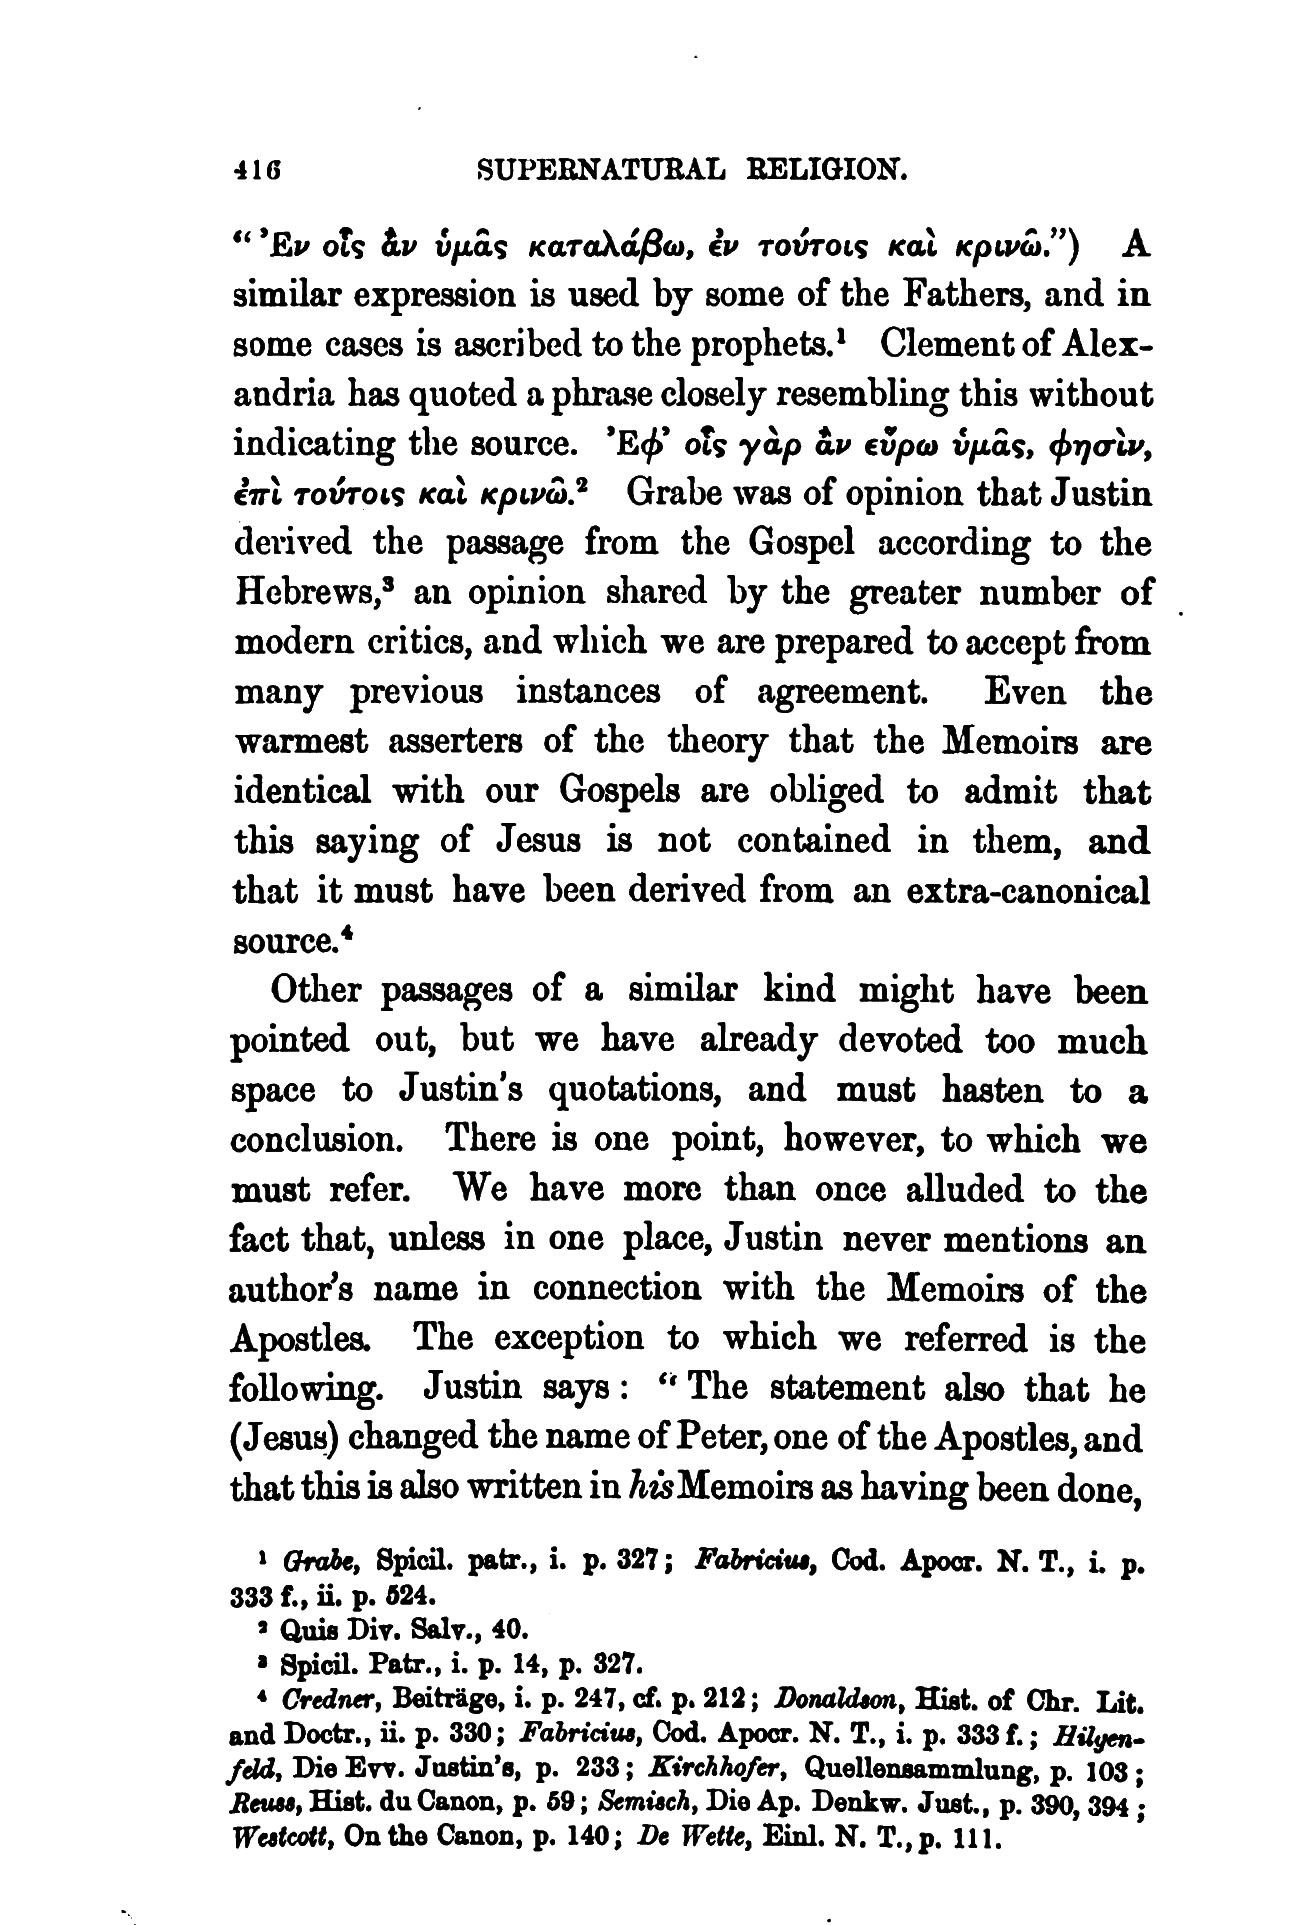 416 SUPERNATURAL RELIGION.
“Ἐν οἷς ἂν ὑμᾶς καταλάβω, ἐν τούτοις καὶ κρινῶ.”) A
similar expression is used by some of the Fathers, and in
some cases is ascribed to the prophets.¹ Clement of Alex-
andria has quoted a phrase closely resembling this without
indicating the source. Ἐφ’ οἷς γὰρ ἂν εὕρω ὑμᾶς, φησὶν,
ἐπὶ τούτοις καὶ κρινῶ.² Grabe was of opinion that Justin
derived the passage from the Gospel according to the
Hebrews,³ an opinion shared by the greater number of
modern critics, and which we are prepared to accept from
many previous instances of agreement. Even the
warmest asserters of the theory that the Memoirs are
identical with our Gospels are obliged to admit that
this saying of Jesus is not contained in them, and
that it must have been derived from an extra-canonical
source.⁴
Other passages of a similar kind might have been
pointed out, but we have already devoted too much
space to Justin's quotations, and must hasten to a
conclusion. There is one point, however, to which we
must refer. We have more than once alluded to the
fact that, unless in one place, Justin never mentions an
author's name in connection with the Memoirs of the
Apostles. The exception to which we referred is the
following. Justin says: “The statement also that he
(Jesus) changed the name of Peter, one of the Apostles, and
that this is also written in his Memoirs as having been done,
¹ Grabe, Spicil. patr., i. p. 327; Fabricius, Cod. Apocr. N. T., i. p.
333 f., ii. p. 524.
² Quis Div. Salv., 40.
³ Spicil. Patr., i. p. 14, p. 327.
⁴ Credner, Beiträge, i. p. 247, cf. p. 212; Donaldson, Hist. of Chr. Lit.
and Doctr., ii. p. 330; Fabricius, Cod. Apocr. N. T., i. p. 333 f.; Hilgen-
feld, Die Evv. Justin's, p. 233; Kirchhofer, Quellensammlung, p. 103;
Reuss, Hist. du Canon, p. 59; Semisch, Die Ap. Denkw. Just., p. 390, 394;
Westcott, On the Canon, p. 140; De Wette, Einl. N. T., p. 111.